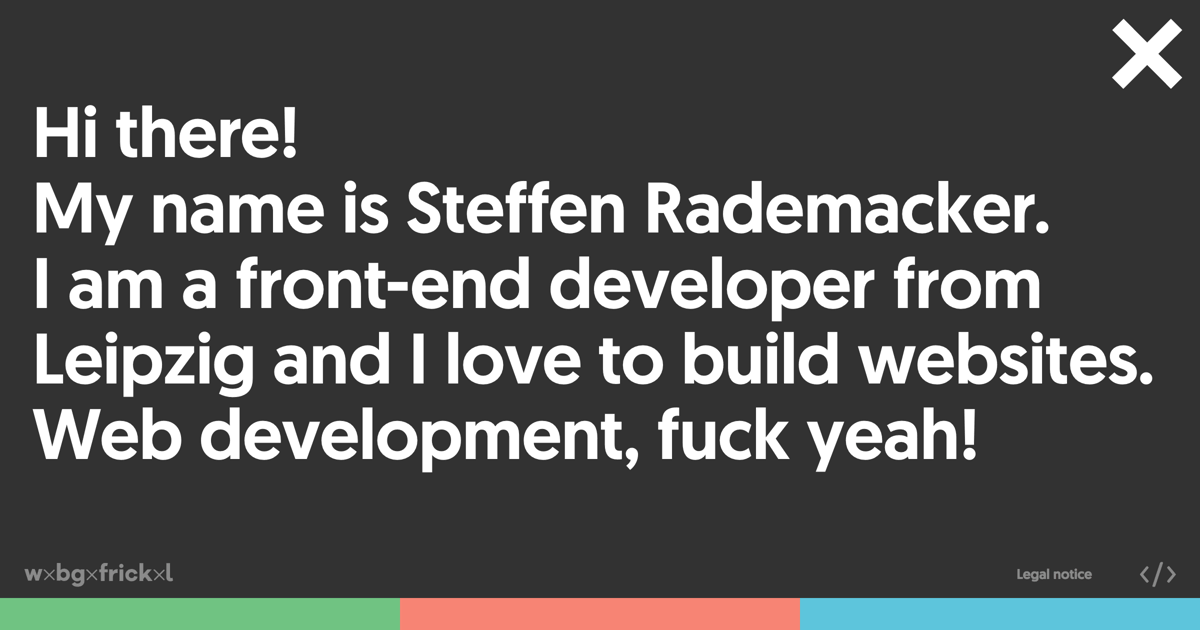 Hi there!
My name is Steffen Rademacker.
I am a front-end developer from
Leipzig and I love to build websites.
Web development, fuck yeah!
w×bg×frick×l
Legal notice
</>